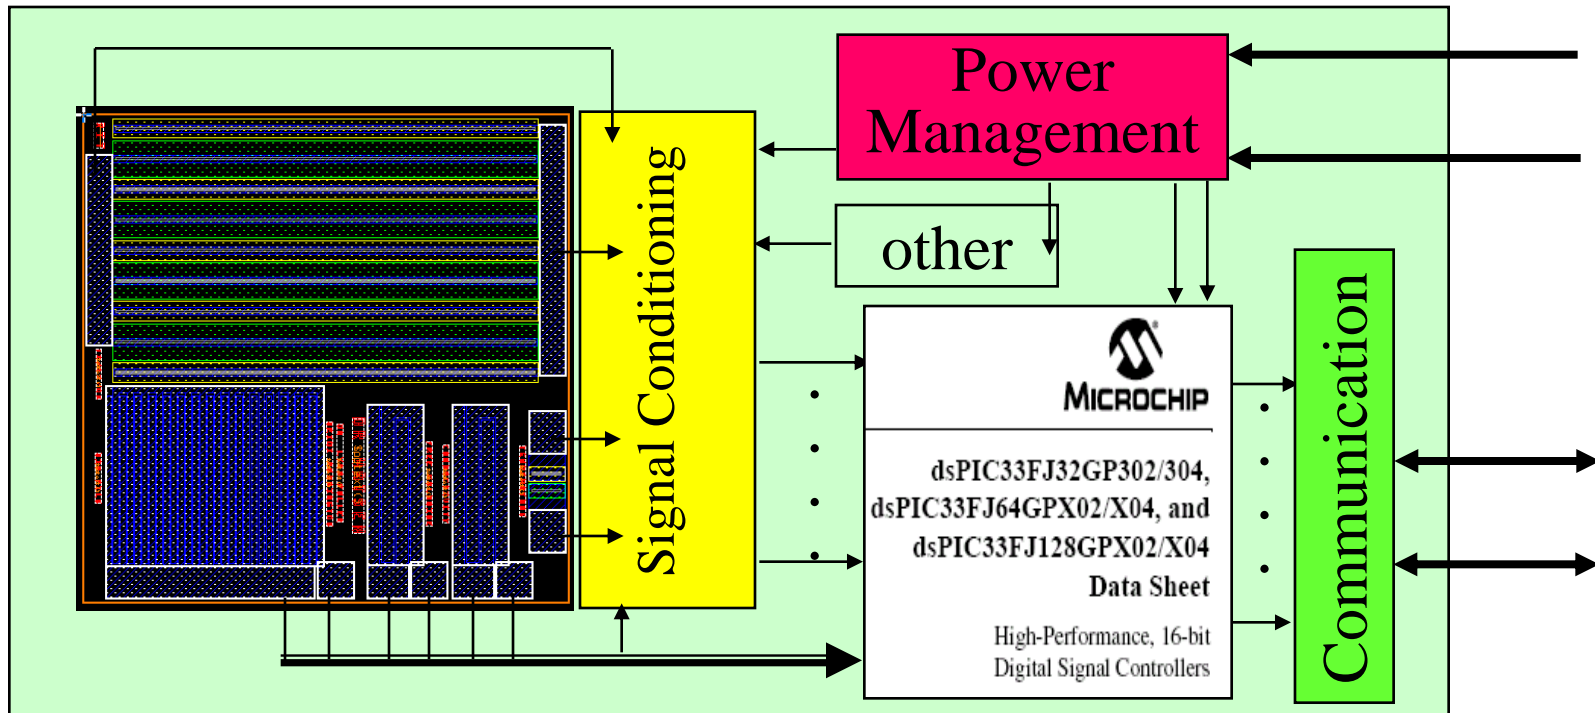 Power
Management
Signal Conditioning
other
MICROCHIP
dsPIC33FJ32GP302/304,
dsPIC33FJ64GPX02/X04, and
dsPIC33FJ128GPX02/X04
Data Sheet
High-Performance, 16-bit
Digital Signal Controllers
Communication